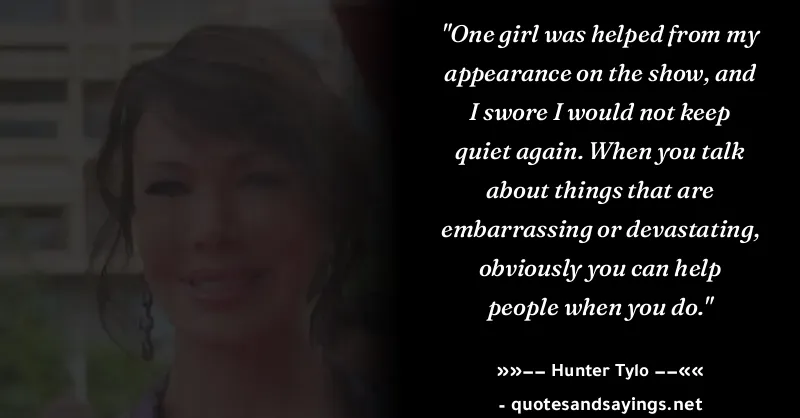 "One girl was helped from my
appearance on the show, and
I swore I would not keep
quiet again. When you talk
about things that are
embarrassing or devastating,
obviously you can help
people when you do."
»»–– Hunter Tylo ––««
- quotesandsayings.net